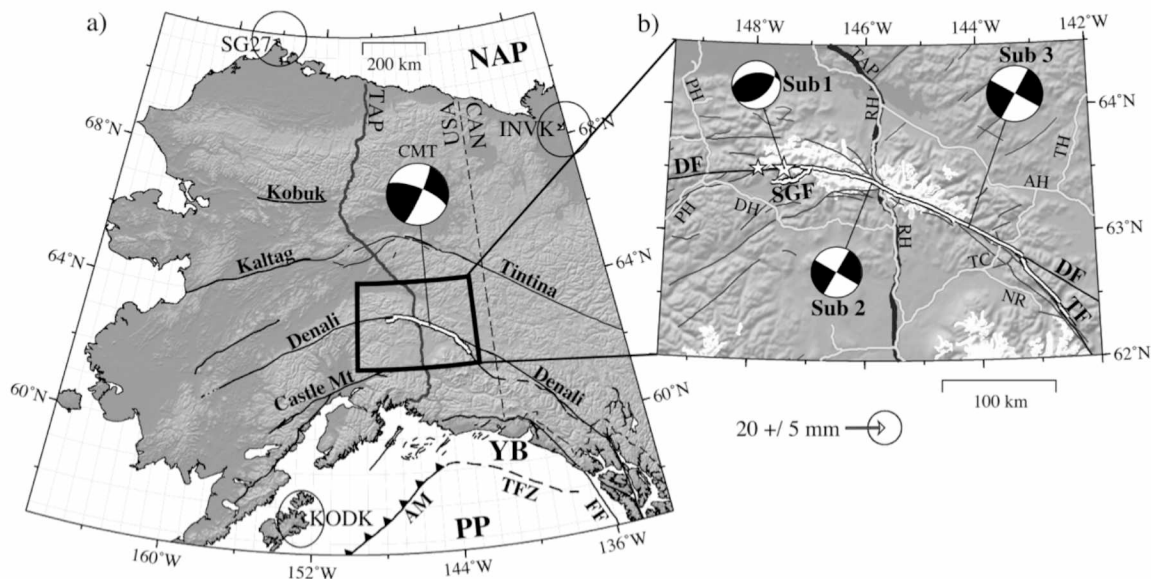 a)
SG27
200 km
NAP
68°N
TAP
USA
CAN
INVK
68°N
CMT
Kobuk
64°N
Kaltag
Tintina
64°N
Denali
60°N
Castle Mt
Denali
60°N
YB
TFZ
AM
FF
KODK
PP
160°W
152°W
144°W
136°W
b)
148°W
146°W
144°W
142°W
Sub 3
TAP
PH
Sub1
RH
64°N
TH
DF
SGF
AH
PH
DH
RH
63°N
TC
DF
Sub 2
NR
TF
62°N
100 km
20 +/ 5 mm